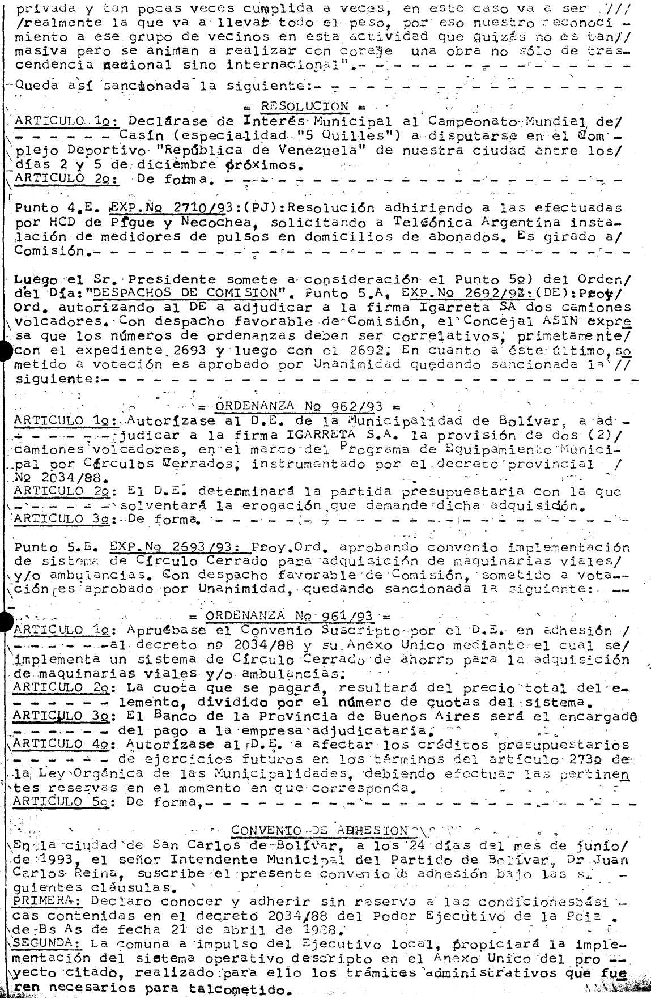 privada y tan pocas veces cumplida a veces, en este caso va a ser ///
/realmente la que va a llevar todo el peso, por eso nuestro reconoci -
miento a ese grupo de vecinos en esta actividad que quizás no es tan//
masiva pero se animan a realizar con coraje una obra no sólo de tras-
cendencia nacional sino internacional".- - - - - - - - - - - - - - - -
-Queda así sancionada la siguiente:- - - - - - - - - - - - - - - - - -
= RESOLUCION =
ARTICULO 1º: Declárase de Interés Municipal al Campeonato Mundial de/
- - - - - - Casín (especialidad "5 Quilles") a disputarse en el Com -
plejo Deportivo "República de Venezuela" de nuestra ciudad entre los/
días 2 y 5 de diciembre próximos.
ARTICULO 2º: De forma. - - - - - - - - - - - - - - - - - - - - - - -
Punto 4.E. EXP.Nº 2710/93:(PJ):Resolución adhiriendo a las efectuadas
por HCD de Pigue y Necochea, solicitando a Teleónica Argentina insta-
lación de medidores de pulsos en domicilios de abonados. Es girado a/
Comisión.- - - - - - - - - - - - - - - - - - - - - - - - - - - - - -
Luego el Sr. Presidente somete a consideración el Punto 5º) del Orden/
del Día:"DESPACHOS DE COMISION". Punto 5.A, EXP.Nº 2692/93:(DE):Proy/
Ord. autorizando al DE a adjudicar a la firma Igarreta SA dos camiones
volcadores. Con despacho favorable de Comisión, el Concejal ASIN expre
sa que los números de ordenanzas deben ser correlativos, primetamente/
con el expediente 2693 y luego con el 2692. En cuanto a éste último, so
metido a votación es aprobado por Unanimidad quedando sancionada la //
siguiente:- - - - - - - - - - - - - - - - - - - - - - - - - - - - - -
= ORDENANZA Nº 962/93 =
ARTICULO 1º: Autorízase al D.E. de la Municipalidad de Bolívar, a ad -
- - - - - - judicar a la firma IGARRETA S.A. la provisión de dos (2)/
camiones volcadores, en el marco del Programa de Equipamiento Munici-
pal por Círculos Cerrados, instrumentado por el decreto provincial /
Nº 2034/88.
ARTICULO 2º: El D.E. determinará la partida presupuestaria con la que
- - - - - - solventará la erogación que demande dicha adquisición.
ARTICULO 3º: De forma. - - - - - - - - - - - - - - - - - - - - - - - -
Punto 5.B. EXP.Nº 2693/93: Proy.Ord. aprobando convenio implementación
de sistema de Círculo Cerrado para adquisición de maquinarias viales/
y/o ambulancias. Con despacho favorable de Comisión, sometido a vota--
ción es aprobado por Unanimidad, quedando sancionada la siguiente: --
= ORDENANZA Nº 961/93 =
ARTICULO 1º: Apruébase el Convenio Suscripto por el D.E. en adhesión /
- - - - - -al decreto nº 2034/88 y su Anexo Unico mediante el cual se/
implementa un sistema de Círculo Cerrado de Ahorro para la adquisición
de maquinarias viales y/o ambulancias.
ARTICULO 2º: La cuota que se pagará, resultará del precio total del e-
- - - - - - lemento, dividido por el número de cuotas del sistema.
ARTICULO 3º: El Banco de la Provincia de Buenos Aires será el encargado
- - - - - - del pago a la empresa adjudicataria.
ARTICULO 4º: Autorízase al D.E. a afectar los créditos presupuestarios
- - - - - - de ejercicios futuros en los términos del artículo 273º de
la Ley Orgánica de las Municipalidades, debiendo efectuar las pertinen
tes reservas en el momento en que corresponda.
ARTICULO 5º: De forma,- - - - - - - - - - - - - - - - - - - - - - - -
CONVENIO DE ADHESION
En la ciudad de San Carlos de Bolívar, a los 24 días del mes de junio/
de 1993, el señor Intendente Municipal del Partido de Bolívar, Dr Juan
Carlos Reina, suscribe el presente convenio de adhesión bajo las si -
guientes cláusulas.
PRIMERA: Declaro conocer y adherir sin reserva a las condicionesbási -
cas contenidas en el decreto 2034/88 del Poder Ejecutivo de la Pcia .
de Bs As de fecha 21 de abril de 1988.
SEGUNDA: La comuna a impulso del Ejecutivo local, propiciará la imple-
mentación del sistema operativo descripto en el Anexo Unico del pro --
yecto citado, realizado para ello los trámites administrativos que fue
ren necesarios para talcometido.